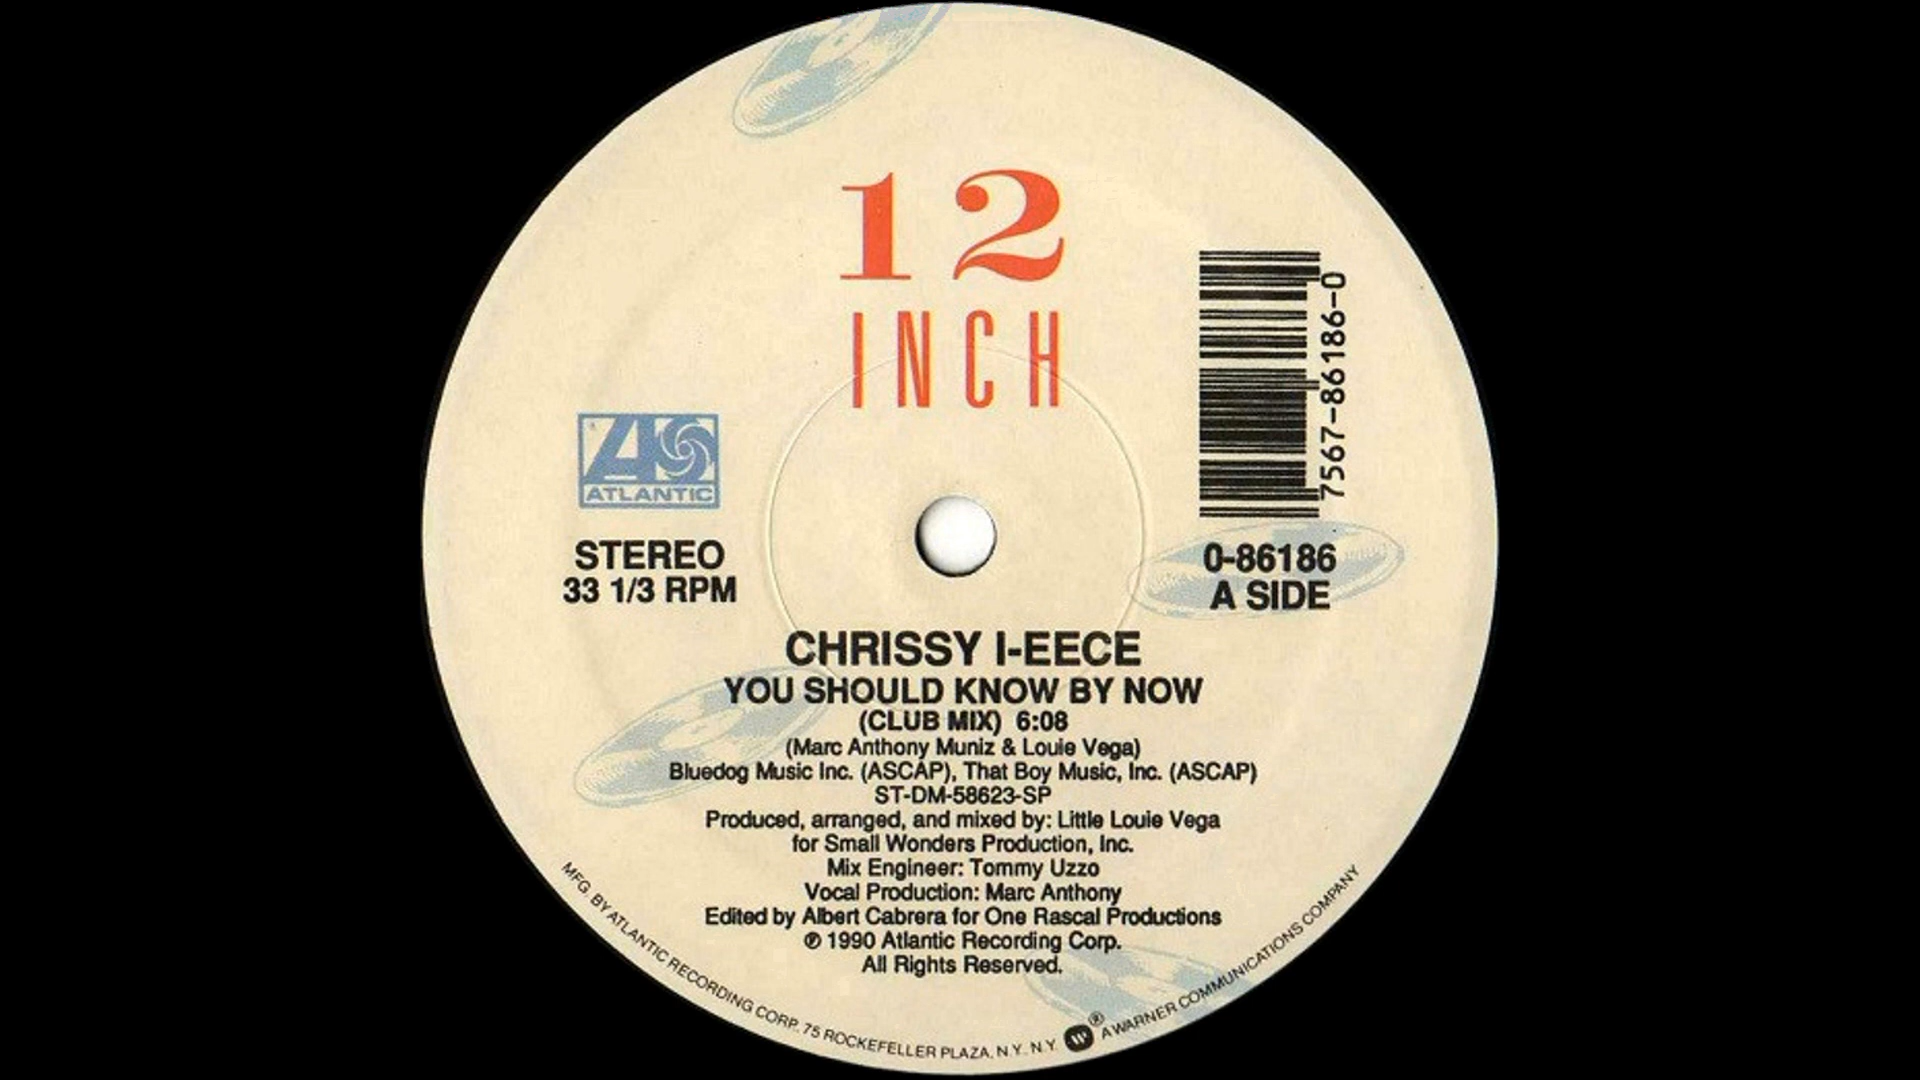 12
INCH
7567-86186-0
ATLANTIC
STEREO
33 1/3 RPM
0-86186
A SIDE
CHRISSY I-EECE
YOU SHOULD KNOW BY NOW
(CLUB MIX) 6:08
(Marc Anthony Muniz & Louie Vega)
Bluedog Music Inc. (ASCAP), That Boy Music, Inc. (ASCAP)
ST-DM-58623-SP
Produced, arranged, and mixed by: Little Louie Vega
for Small Wonders Production, Inc.
Mix Engineer: Tommy Uzzo
Vocal Production: Marc Anthony
Edited by Albert Cabrera for One Rascal Productions
℗ 1990 Atlantic Recording Corp.
All Rights Reserved.
MFG. BY ATLANTIC RECORDING CORP. 75 ROCKEFELLER PLAZA, N.Y. N.Y. ® A WARNER COMMUNICATIONS COMPANY